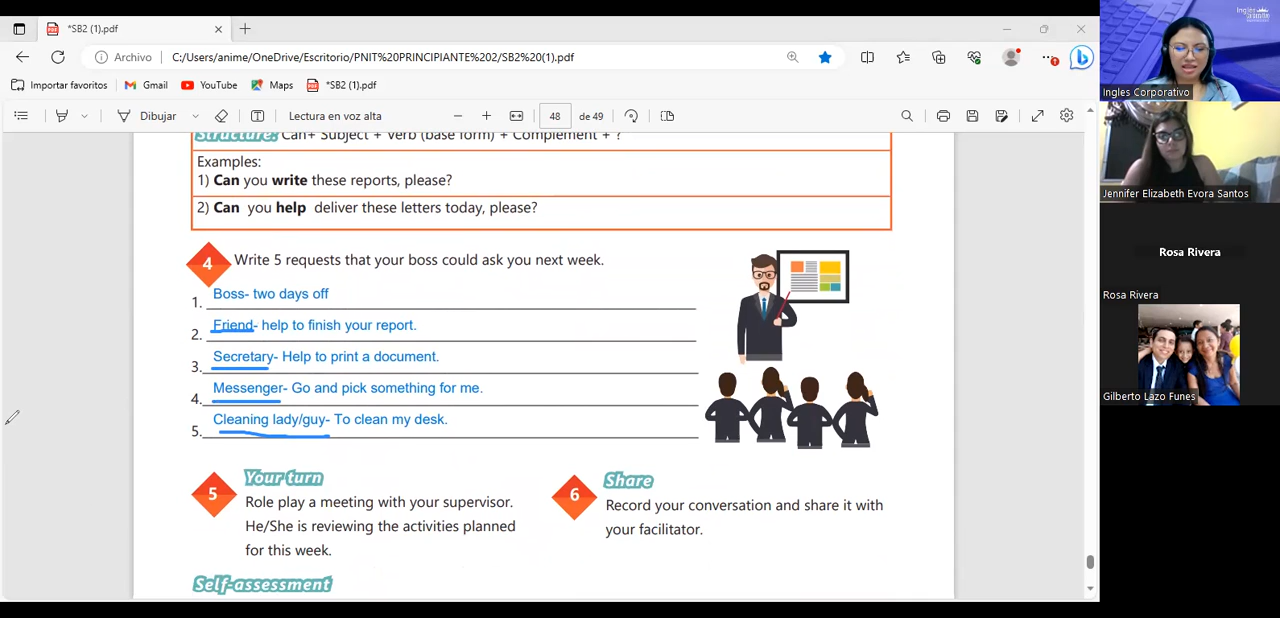 *SB2 (1).pdf
Archivo C:/Users/anime/OneDrive/Escritorio/PNIT%20PRINCIPIANTE%202/SB2%20(1).pdf
Importar favoritos Gmail YouTube Maps *SB2 (1).pdf
Dibujar Lectura en voz alta 48 de 49
Structure: Can+ Subject + Verb (base form) + Complement + ?
Examples:
1) Can you write these reports, please?
2) Can you help deliver these letters today, please?
4 Write 5 requests that your boss could ask you next week.
1. Boss- two days off
2. Friend- help to finish your report.
3. Secretary- Help to print a document.
4. Messenger- Go and pick something for me.
5. Cleaning lady/guy- To clean my desk.
5 Your turn
Role play a meeting with your supervisor.
He/She is reviewing the activities planned
for this week.
6 Share
Record your conversation and share it with
your facilitator.
Self-assessment
Ingles Corporativo
Jennifer Elizabeth Evora Santos
Rosa Rivera
Rosa Rivera
Gilberto Lazo Funes